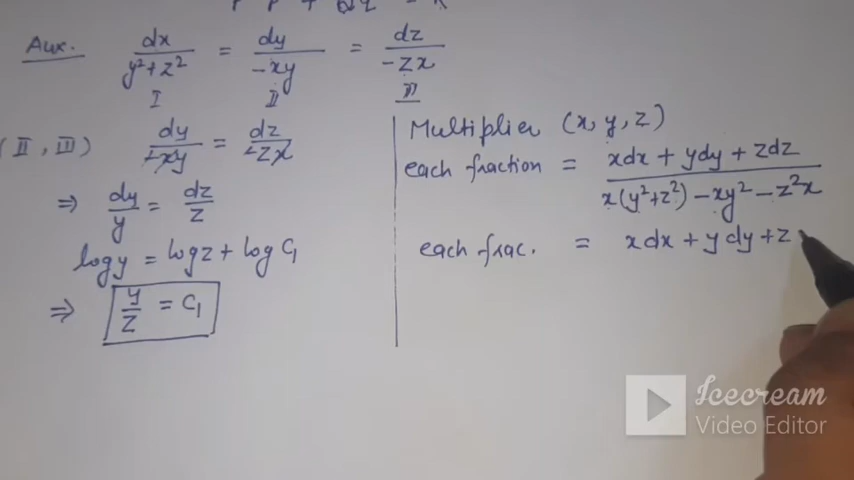 Aux. dx/(y²+z²) = dy/(-xy) = dz/(-zx)
I II III
(II, III) dy/(-xy) = dz/(-zx)
⇒ dy/y = dz/z
log y = log z + log C₁
⇒ y/z = C₁
Multiplier (x, y, z)
each fraction = (xdx + ydy + zdz)/(x(y²+z²) - xy² - z²x)
each frac. = xdx + ydy + z
Icecream
Video Editor